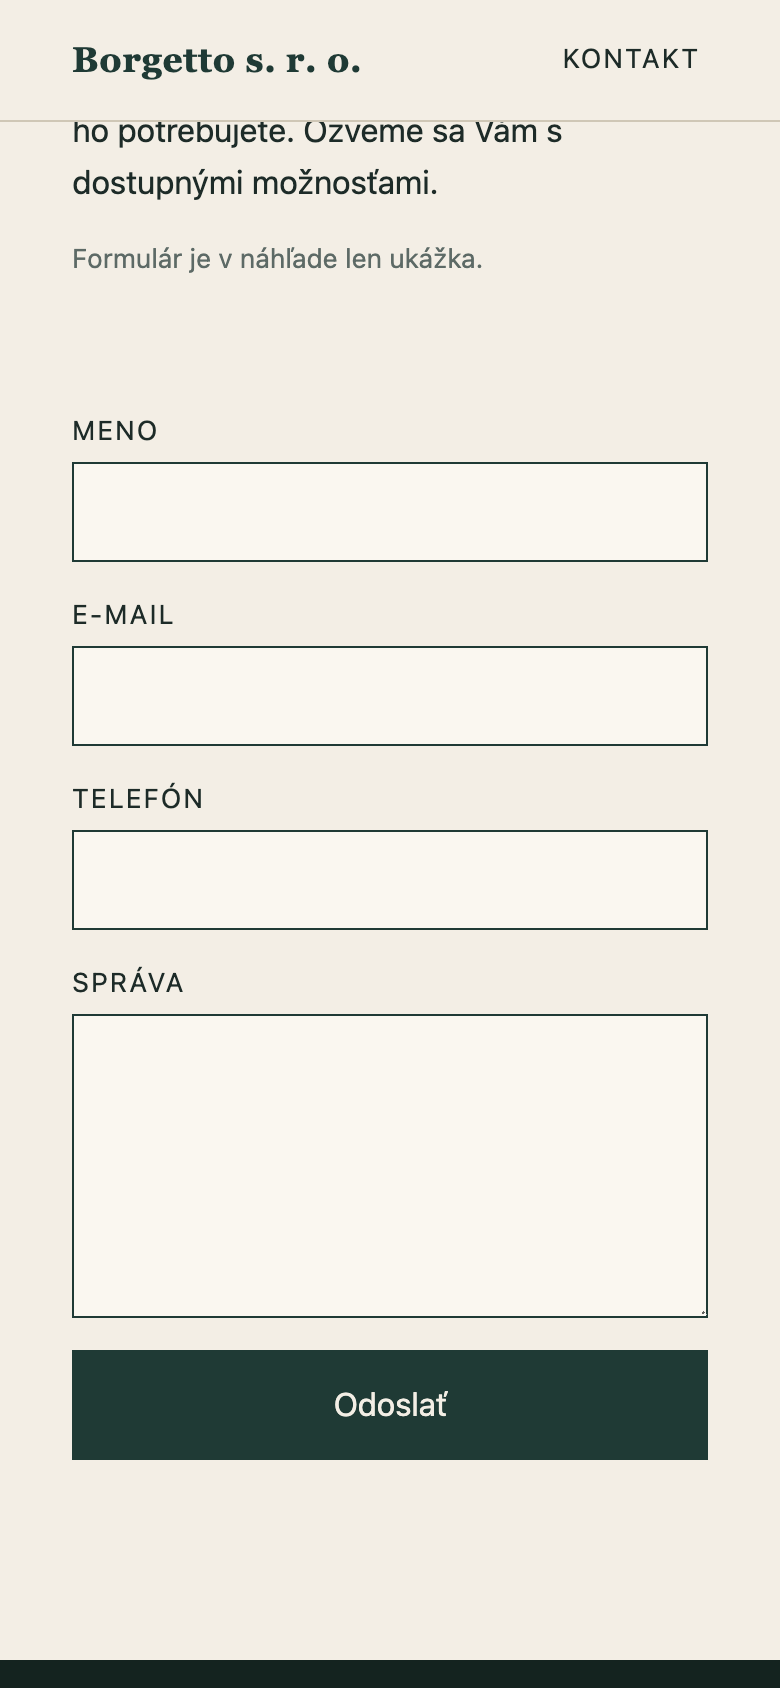 Borgetto s. r. o.
KONTAKT
ho potrebujete. Ozveme sa Vám s
dostupnými možnosťami.
Formulár je v náhľade len ukážka.
MENO
E-MAIL
TELEFÓN
SPRÁVA
Odoslať